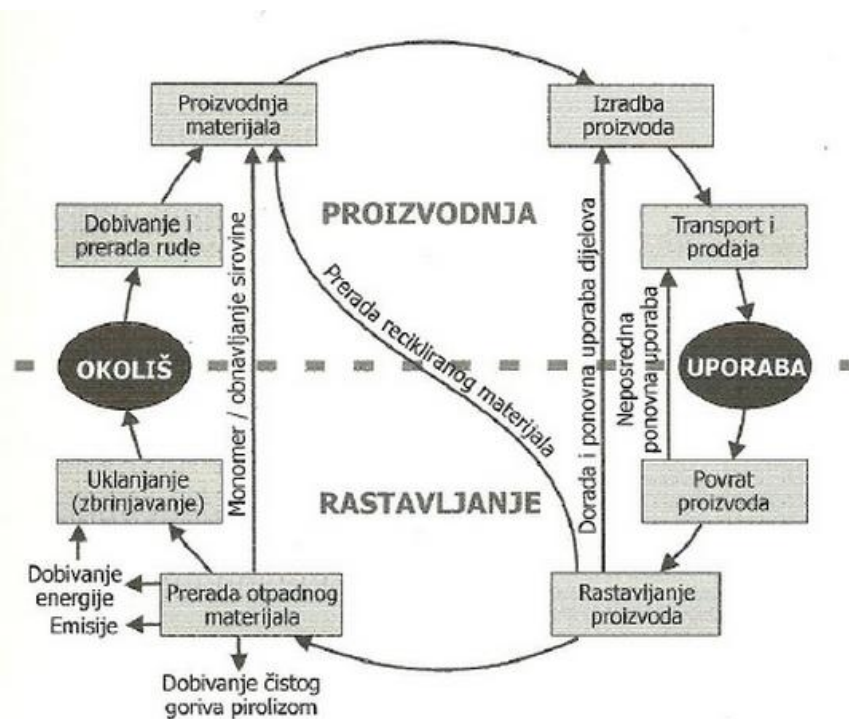 Proizvodnja
materijala
Izradba
proizvoda
Dobivanje i
prerada rude
PROIZVODNJA
Transport i
prodaja
Monomer / obnavljanje sirovine
Prerada recikliranog materijala
Dorada i ponovna uporaba dijelova
Neposredna
ponovna uporaba
OKOLIŠ
UPORABA
Uklanjanje
(zbrinjavanje)
RASTAVLJANJE
Povrat
proizvoda
Dobivanje
energije
Emisije
Prerada otpadnog
materijala
Rastavljanje
proizvoda
Dobivanje čistog
goriva pirolizom